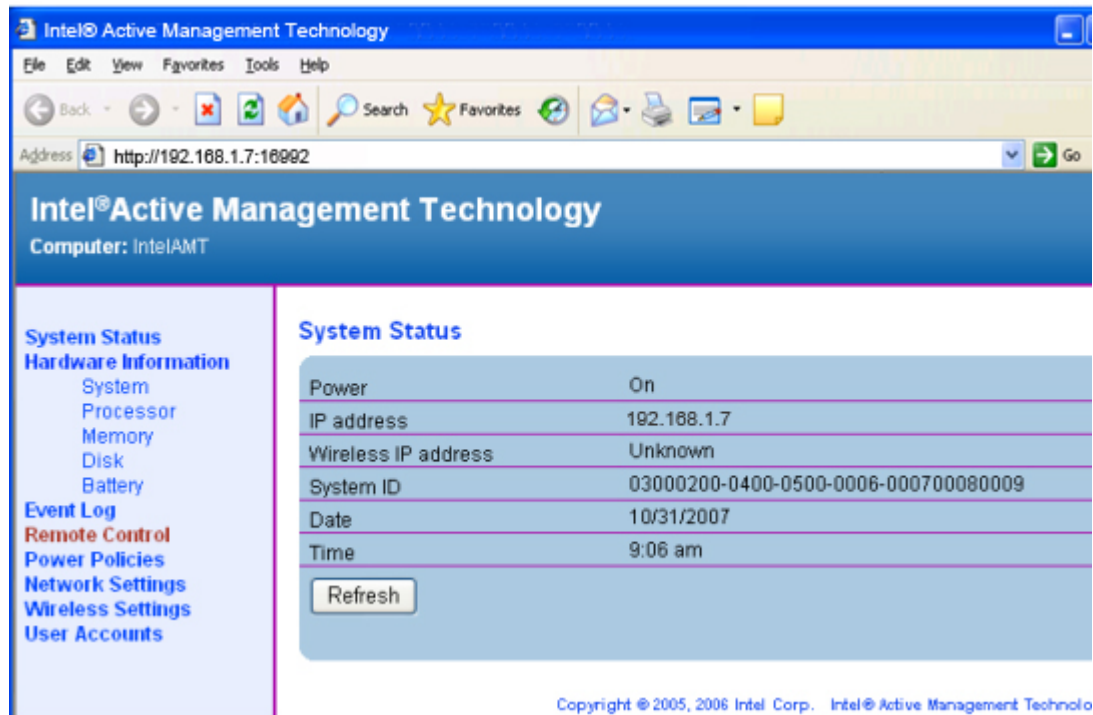 Intel® Active Management Technology
File Edit View Favorites Tools Help
Back Search Favorites
Address http://192.168.1.7:16992 Go
Intel®Active Management Technology
Computer: IntelAMT
System Status
Hardware Information
System
Processor
Memory
Disk
Battery
Event Log
Remote Control
Power Policies
Network Settings
Wireless Settings
User Accounts
System Status
Power On
IP address 192.168.1.7
Wireless IP address Unknown
System ID 03000200-0400-0500-0006-000700080009
Date 10/31/2007
Time 9:06 am
Refresh
Copyright © 2005, 2006 Intel Corp. Intel® Active Management Technolo